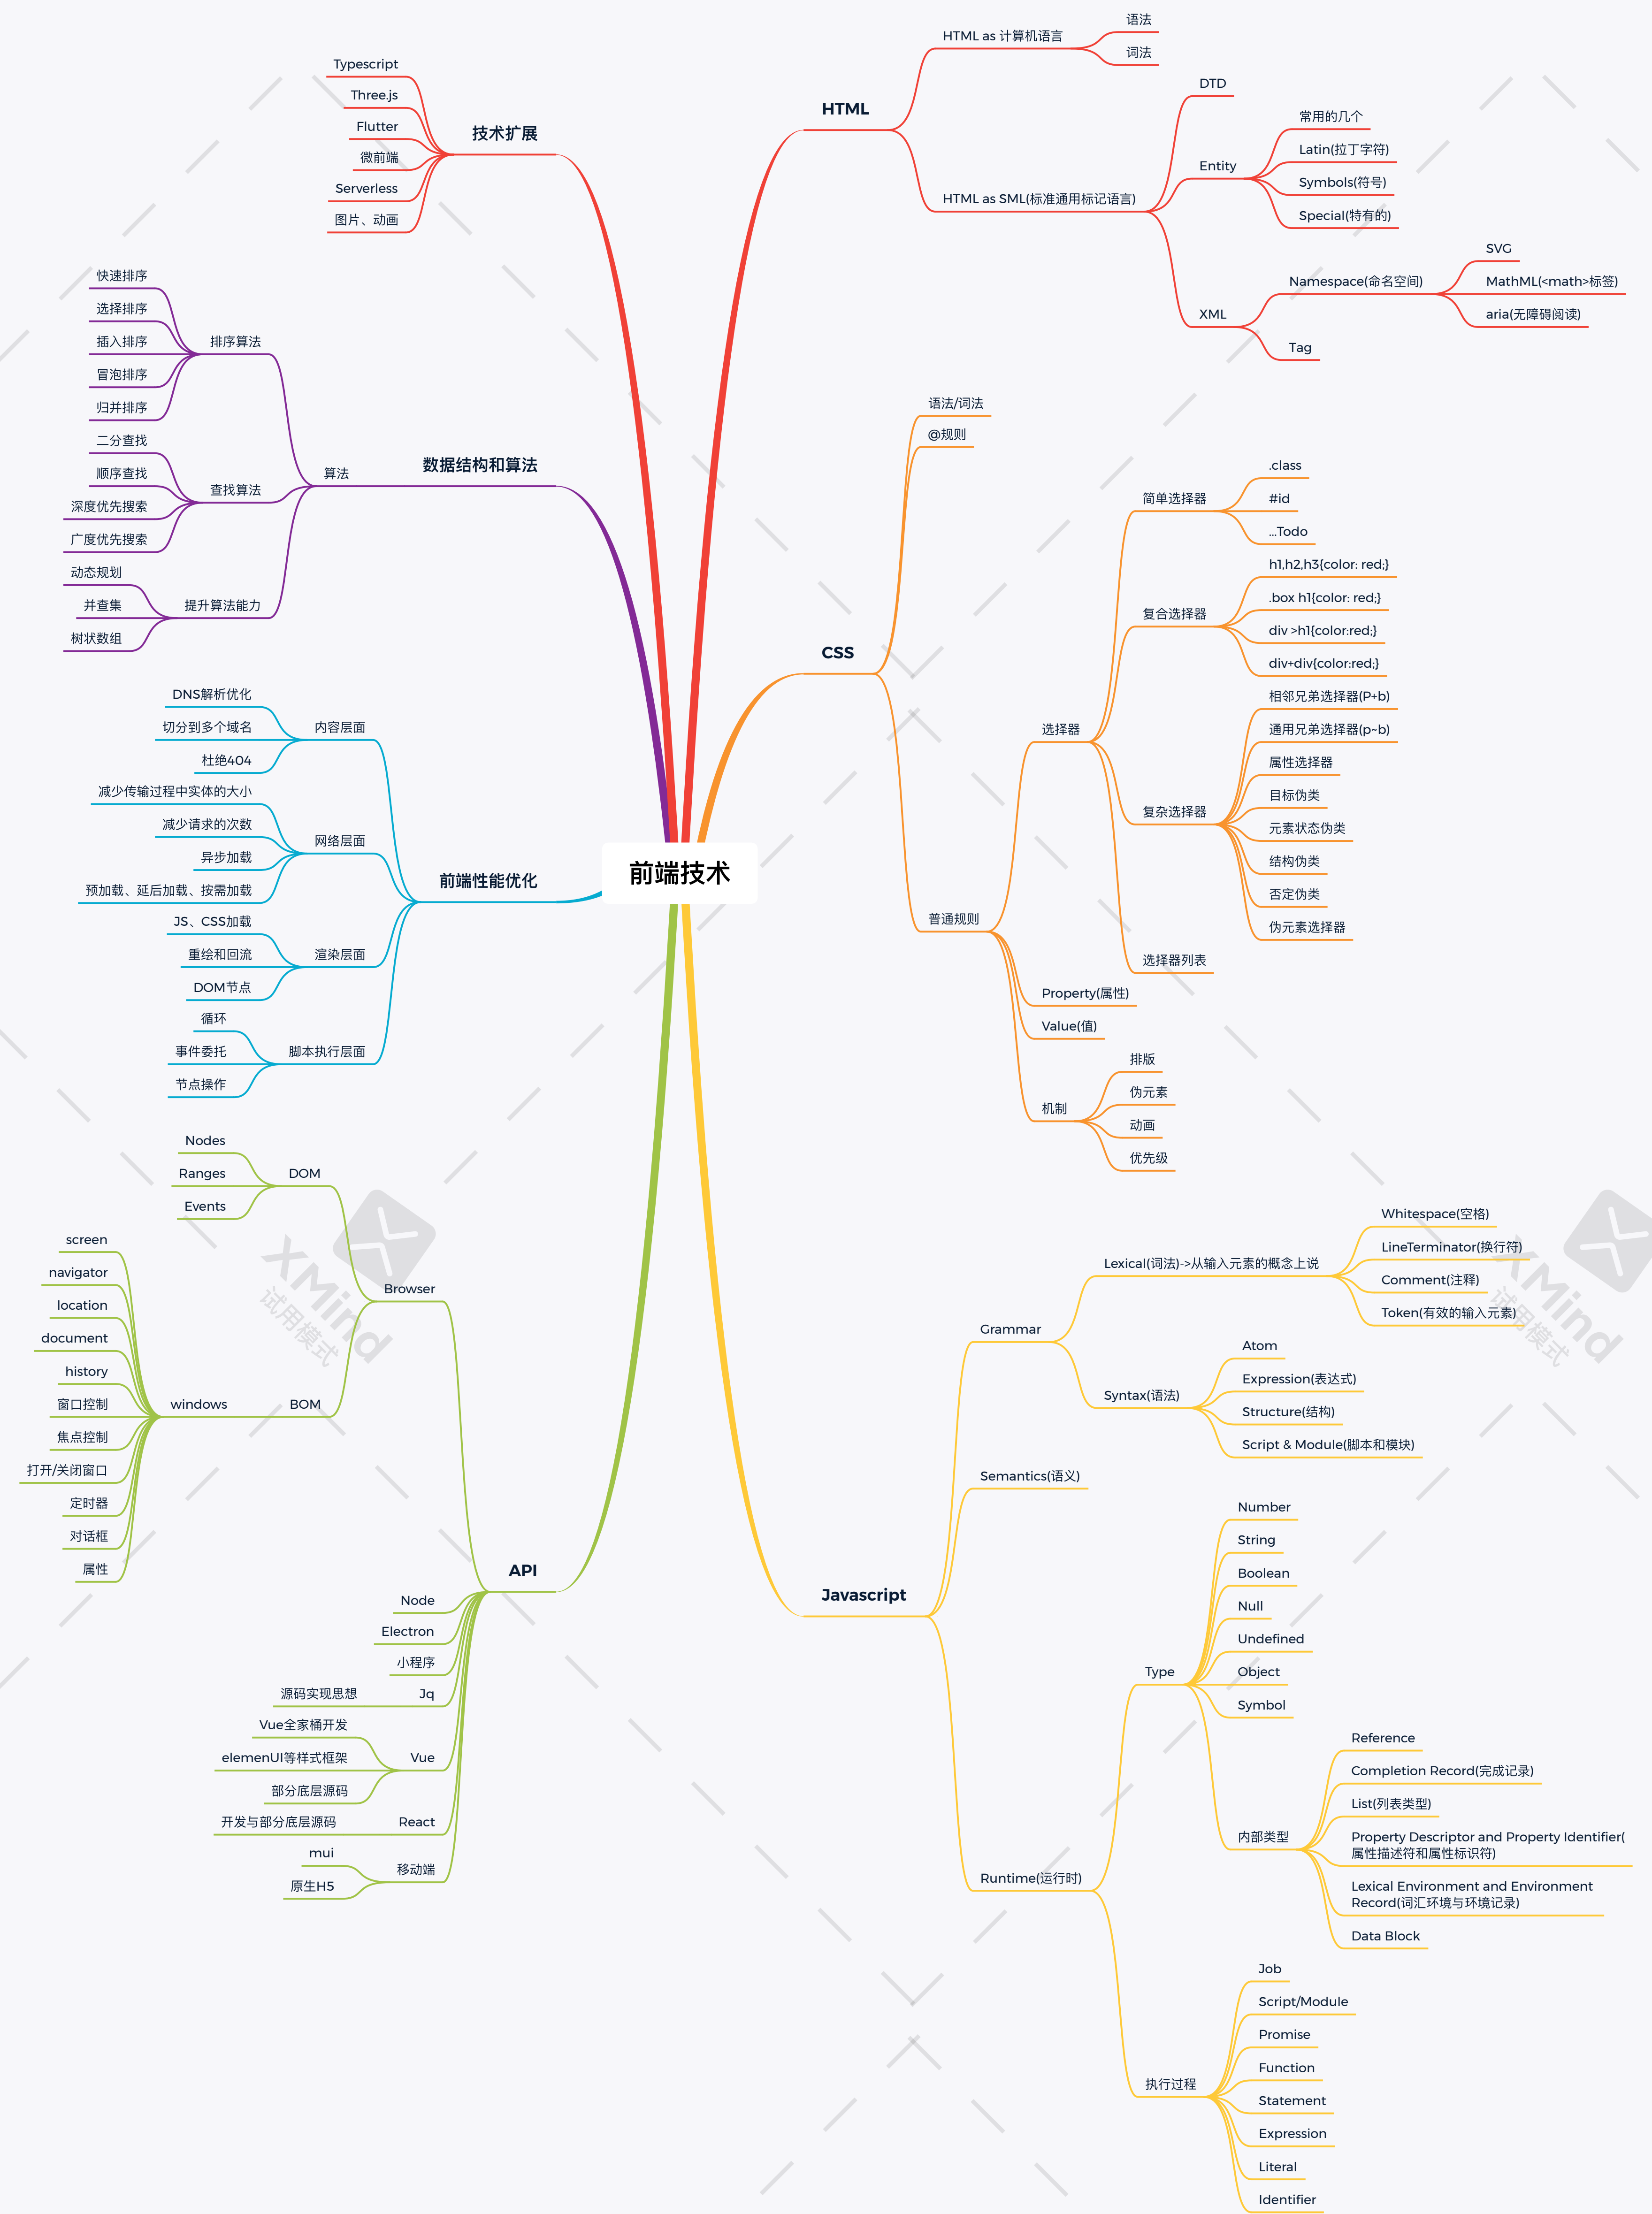 前端技术
HTML
HTML as 计算机语言
语法
词法
HTML as SML(标准通用标记语言)
DTD
Entity
常用的几个
Latin(拉丁字符)
Symbols(符号)
Special(特有的)
XML
Namespace(命名空间)
SVG
MathML(<math>标签)
aria(无障碍阅读)
Tag
CSS
语法/词法
@规则
普通规则
选择器
简单选择器
.class
#id
...Todo
复合选择器
h1,h2,h3{color: red;}
.box h1{color: red;}
div >h1{color:red;}
div+div{color:red;}
复杂选择器
相邻兄弟选择器(P+b)
通用兄弟选择器(p~b)
属性选择器
目标伪类
元素状态伪类
结构伪类
否定伪类
伪元素选择器
选择器列表
Property(属性)
Value(值)
机制
排版
伪元素
动画
优先级
Javascript
Grammar
Lexical(词法)->从输入元素的概念上说
Whitespace(空格)
LineTerminator(换行符)
Comment(注释)
Token(有效的输入元素)
Syntax(语法)
Atom
Expression(表达式)
Structure(结构)
Script & Module(脚本和模块)
Semantics(语义)
Runtime(运行时)
Type
Number
String
Boolean
Null
Undefined
Object
Symbol
内部类型
Reference
Completion Record(完成记录)
List(列表类型)
Property Descriptor and Property Identifier(
属性描述符和属性标识符)
Lexical Environment and Environment
Record(词汇环境与环境记录)
Data Block
执行过程
Job
Script/Module
Promise
Function
Statement
Expression
Literal
Identifier
技术扩展
Typescript
Three.js
Flutter
微前端
Serverless
图片、动画
数据结构和算法
算法
排序算法
快速排序
选择排序
插入排序
冒泡排序
归并排序
查找算法
二分查找
顺序查找
深度优先搜索
广度优先搜索
提升算法能力
动态规划
并查集
树状数组
前端性能优化
内容层面
DNS解析优化
切分到多个域名
杜绝404
网络层面
减少传输过程中实体的大小
减少请求的次数
异步加载
预加载、延后加载、按需加载
渲染层面
JS、CSS加载
重绘和回流
DOM节点
脚本执行层面
循环
事件委托
节点操作
API
Browser
DOM
Nodes
Ranges
Events
BOM
windows
screen
navigator
location
document
history
窗口控制
焦点控制
打开/关闭窗口
定时器
对话框
属性
Node
Electron
小程序
Jq
源码实现思想
Vue
Vue全家桶开发
elemenUI等样式框架
部分底层源码
React
开发与部分底层源码
移动端
mui
原生H5
XMind
试用模式
XMind
试用模式